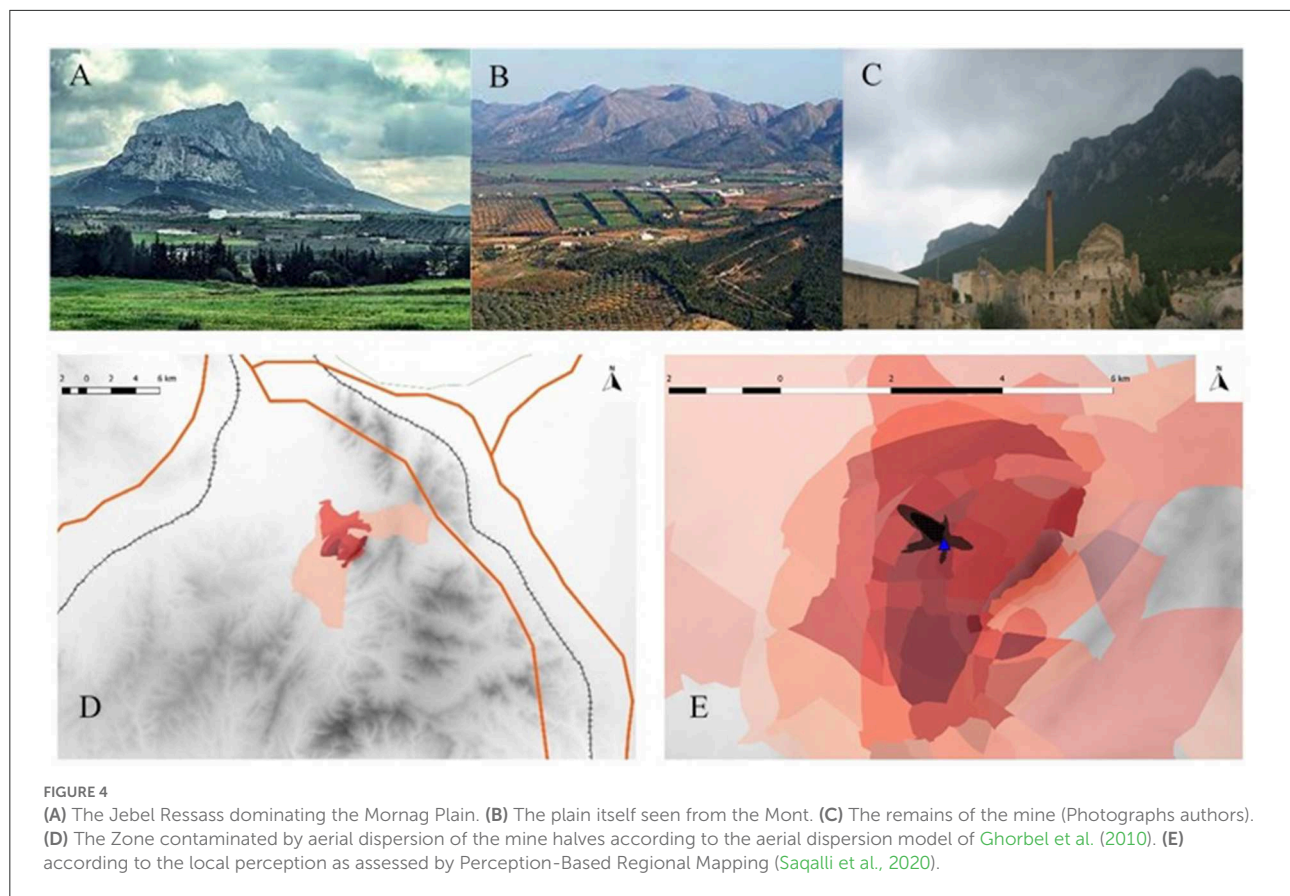 A
B
C
2 0 2 4 6 km
N
D
2 0 2 4 6 km
N
E
FIGURE 4
(A) The Jebel Ressass dominating the Mornag Plain. (B) The plain itself seen from the Mont. (C) The remains of the mine (Photographs authors).
(D) The Zone contaminated by aerial dispersion of the mine halves according to the aerial dispersion model of Ghorbel et al. (2010). (E)
according to the local perception as assessed by Perception-Based Regional Mapping (Saqalli et al., 2020).